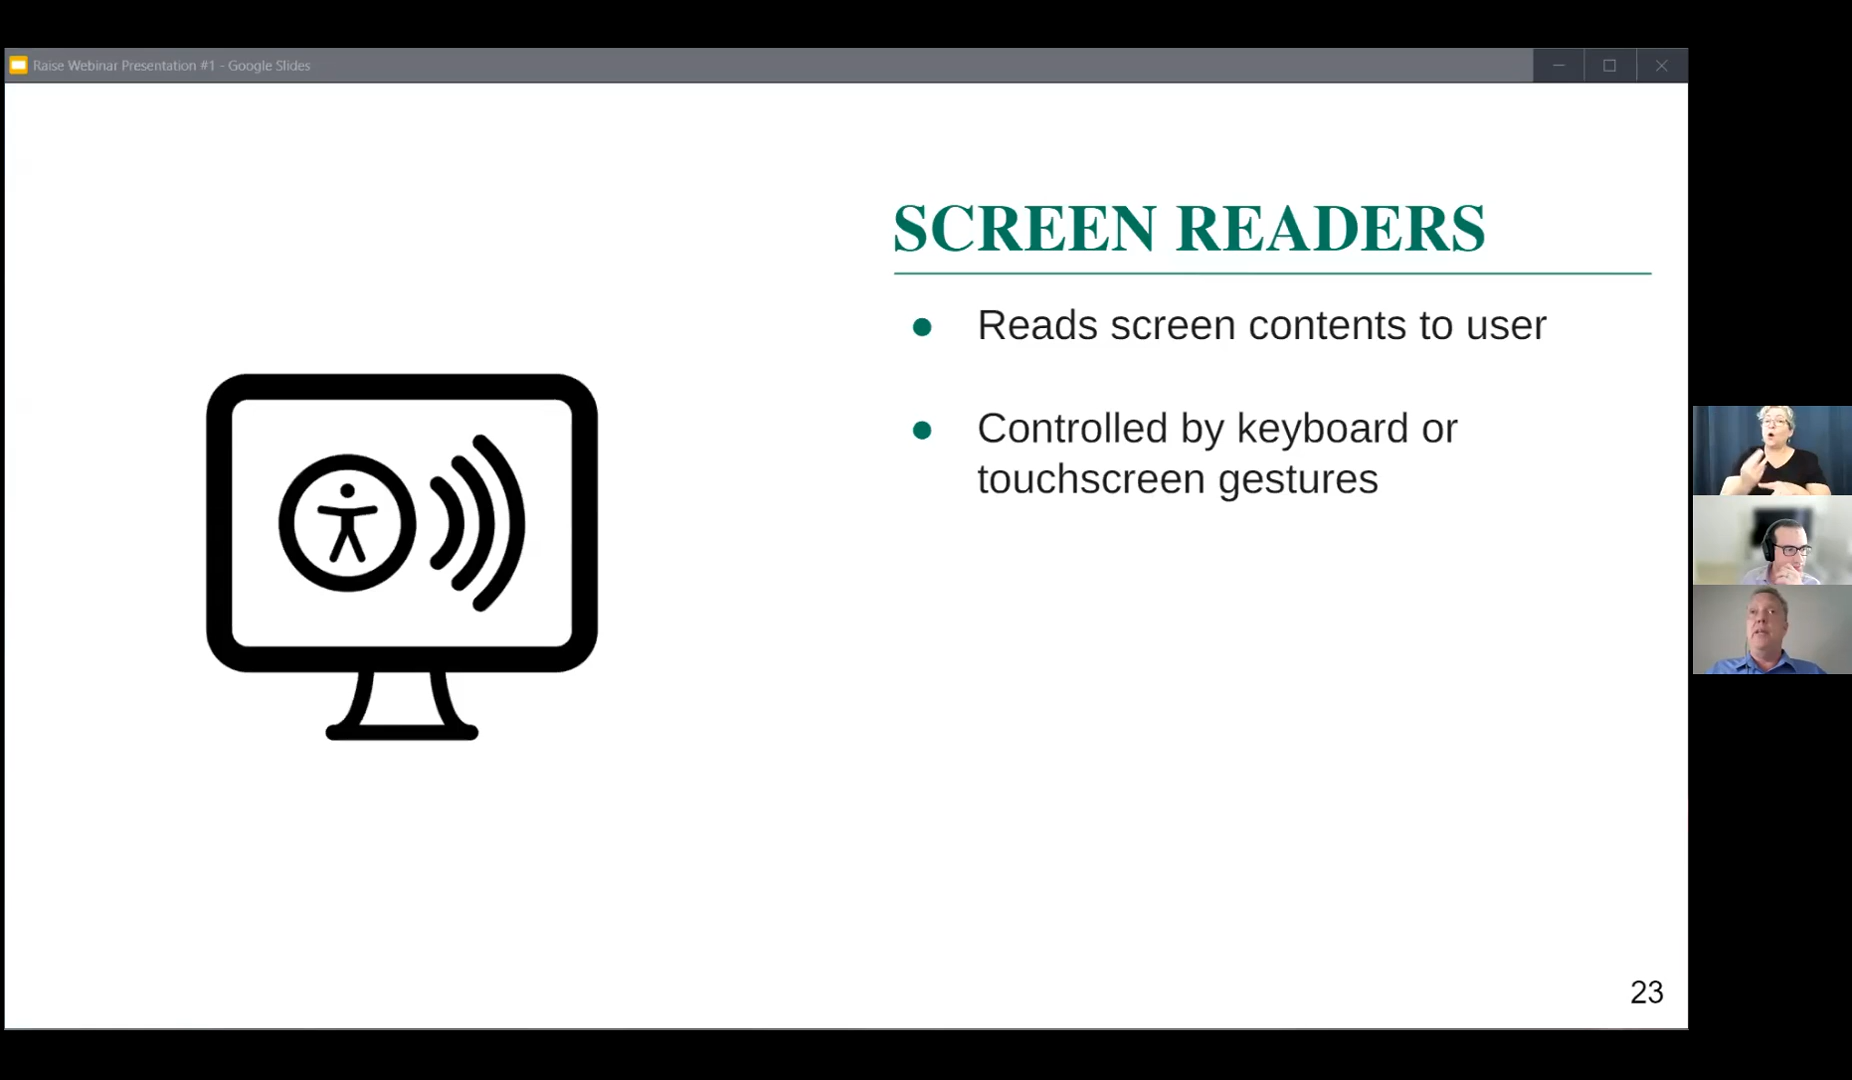 Raise Webinar Presentation #1 - Google Slides
SCREEN READERS
Reads screen contents to user
Controlled by keyboard or
touchscreen gestures
23